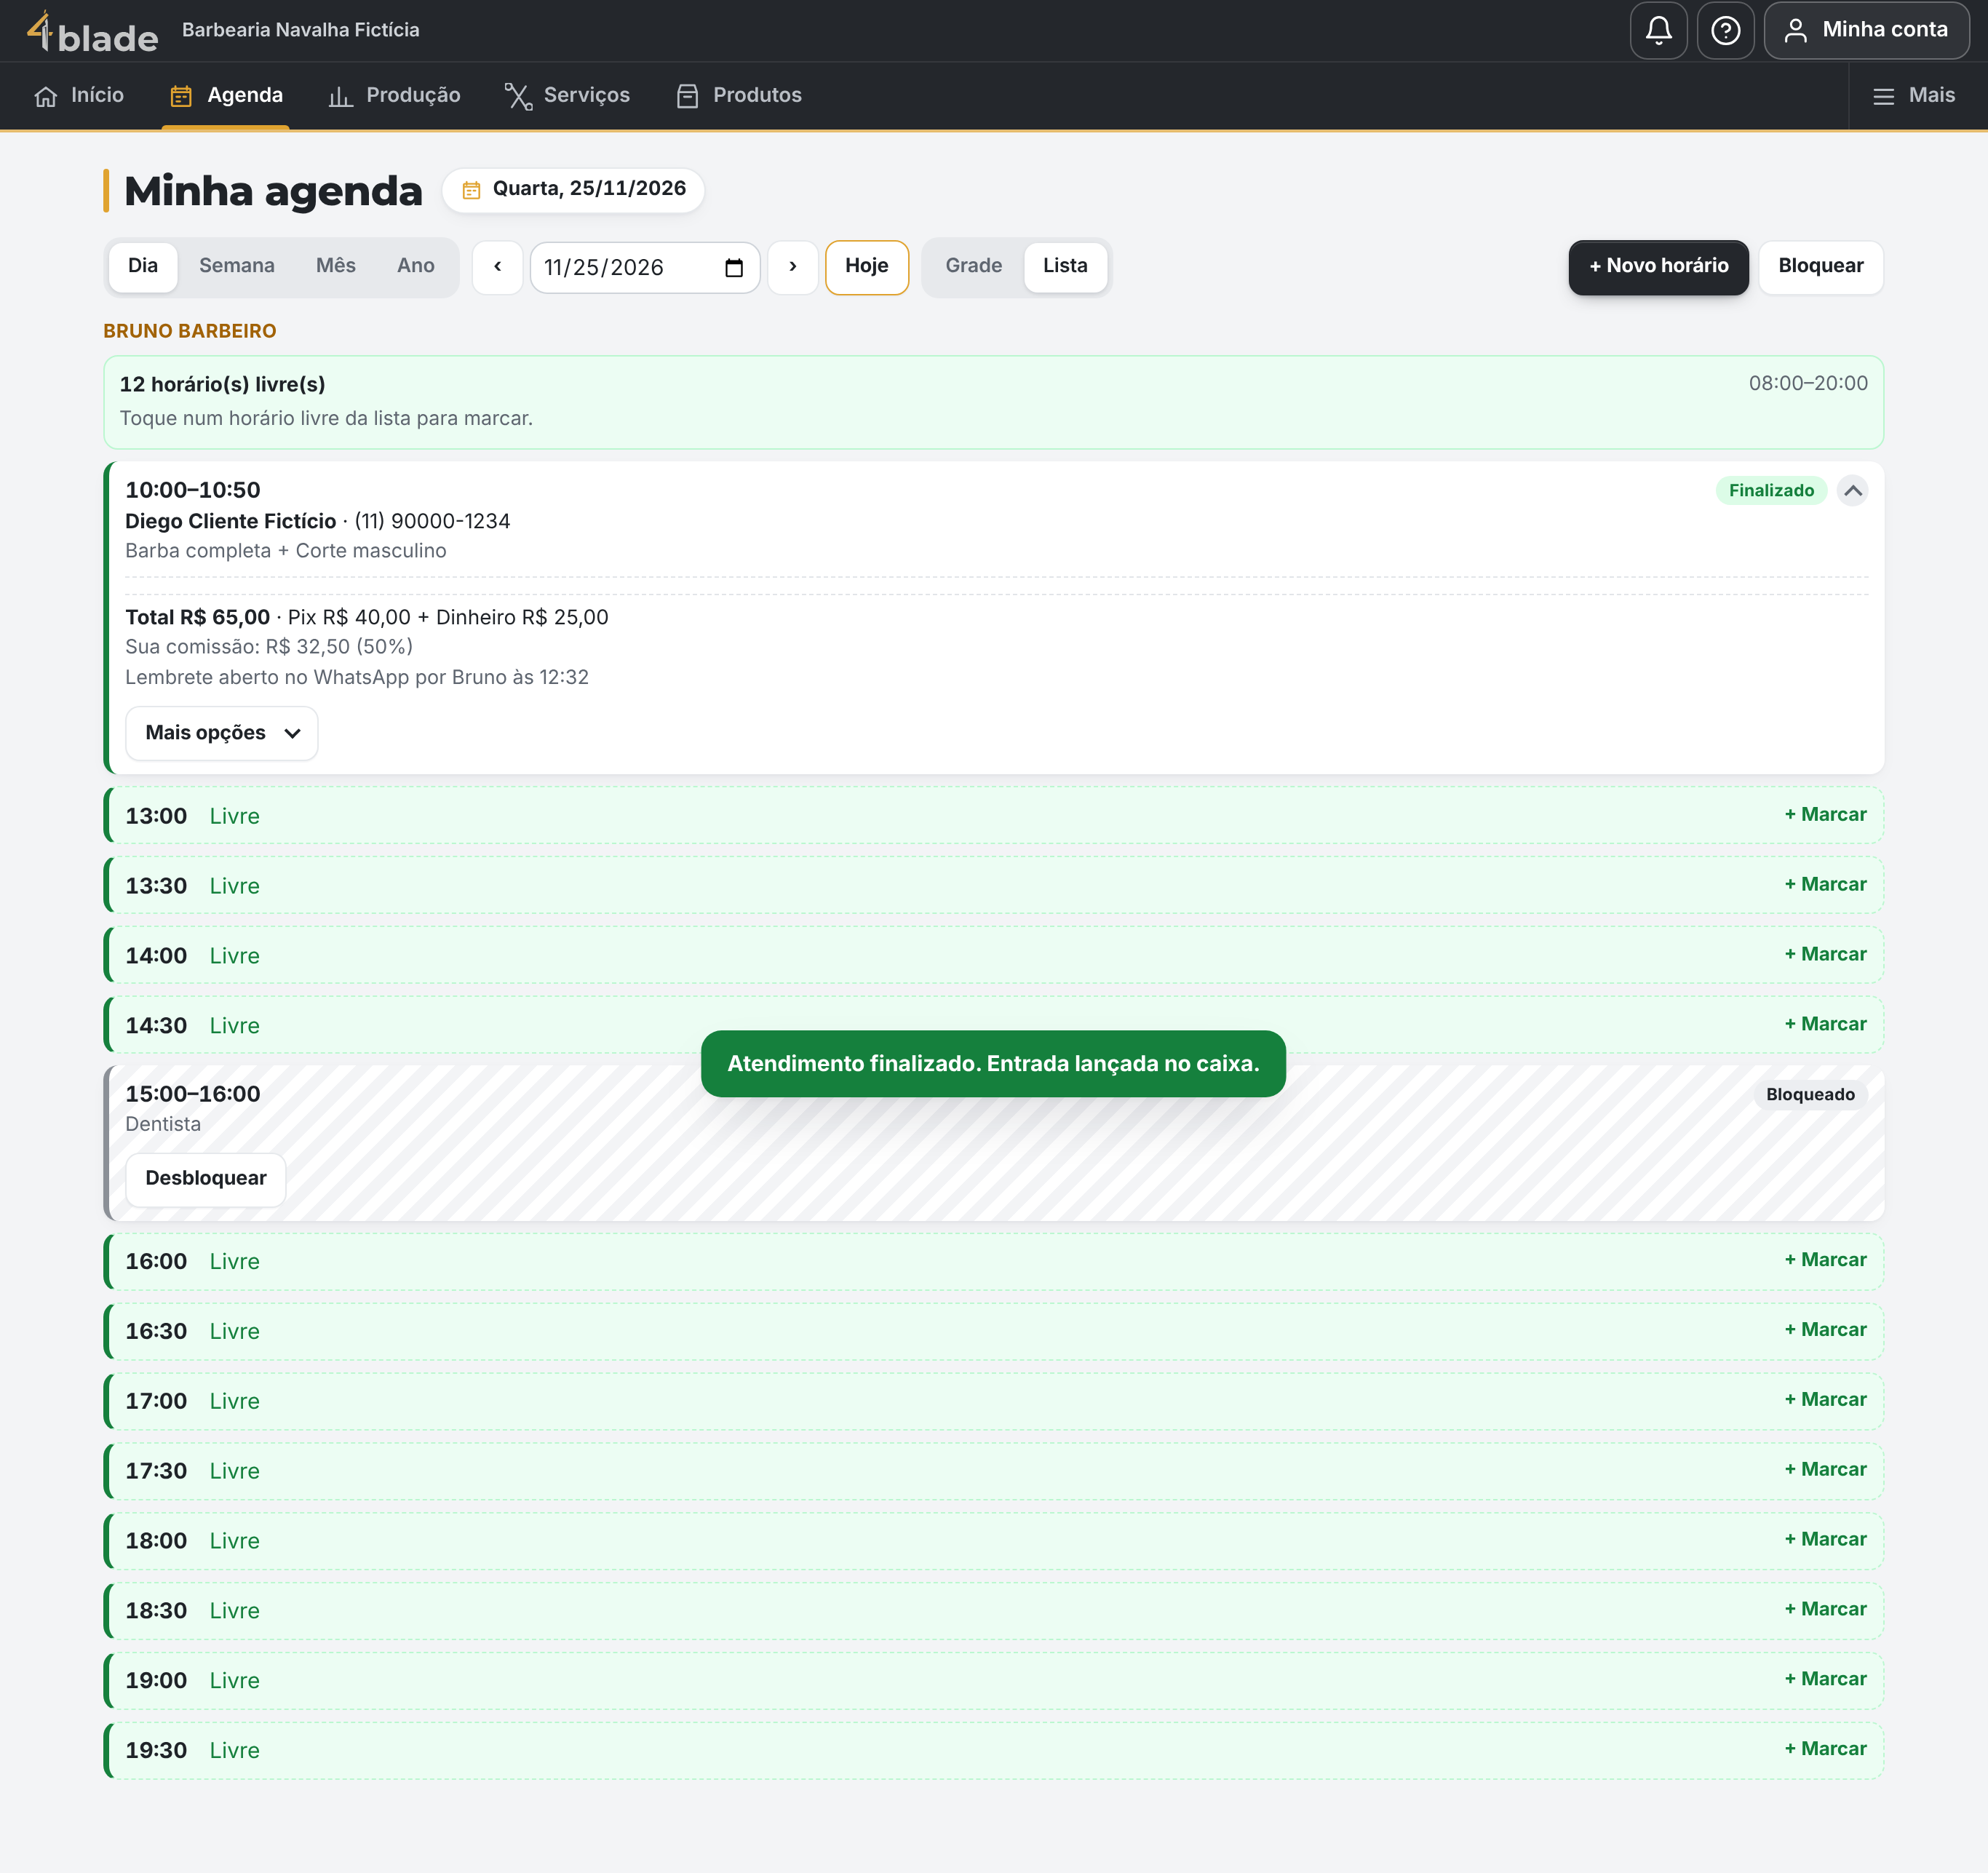 4blade Barbearia Navalha Fictícia Minha conta
Início Agenda Produção Serviços Produtos Mais
Minha agenda Quarta, 25/11/2026
Dia Semana Mês Ano ‹ 11/25/2026 › Hoje Grade Lista + Novo horário Bloquear
BRUNO BARBEIRO
12 horário(s) livre(s) 08:00–20:00
Toque num horário livre da lista para marcar.
10:00–10:50 Finalizado
Diego Cliente Fictício · (11) 90000-1234
Barba completa + Corte masculino
Total R$ 65,00 · Pix R$ 40,00 + Dinheiro R$ 25,00
Sua comissão: R$ 32,50 (50%)
Lembrete aberto no WhatsApp por Bruno às 12:32
Mais opções
13:00 Livre + Marcar
13:30 Livre + Marcar
14:00 Livre + Marcar
14:30 Livre + Marcar
Atendimento finalizado. Entrada lançada no caixa.
15:00–16:00 Bloqueado
Dentista
Desbloquear
16:00 Livre + Marcar
16:30 Livre + Marcar
17:00 Livre + Marcar
17:30 Livre + Marcar
18:00 Livre + Marcar
18:30 Livre + Marcar
19:00 Livre + Marcar
19:30 Livre + Marcar